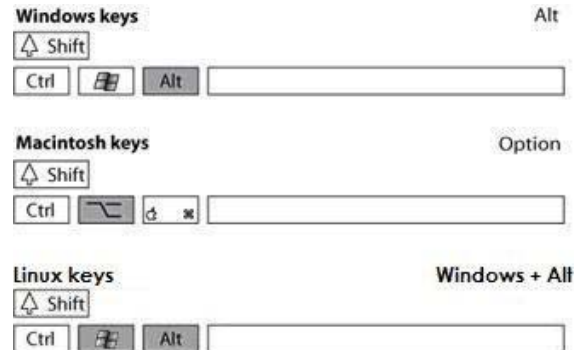 Windows keys Alt
Shift
Ctrl Alt
Macintosh keys Option
Shift
Ctrl ⌥ ⌘
Linux keys Windows + Alt
Shift
Ctrl Alt